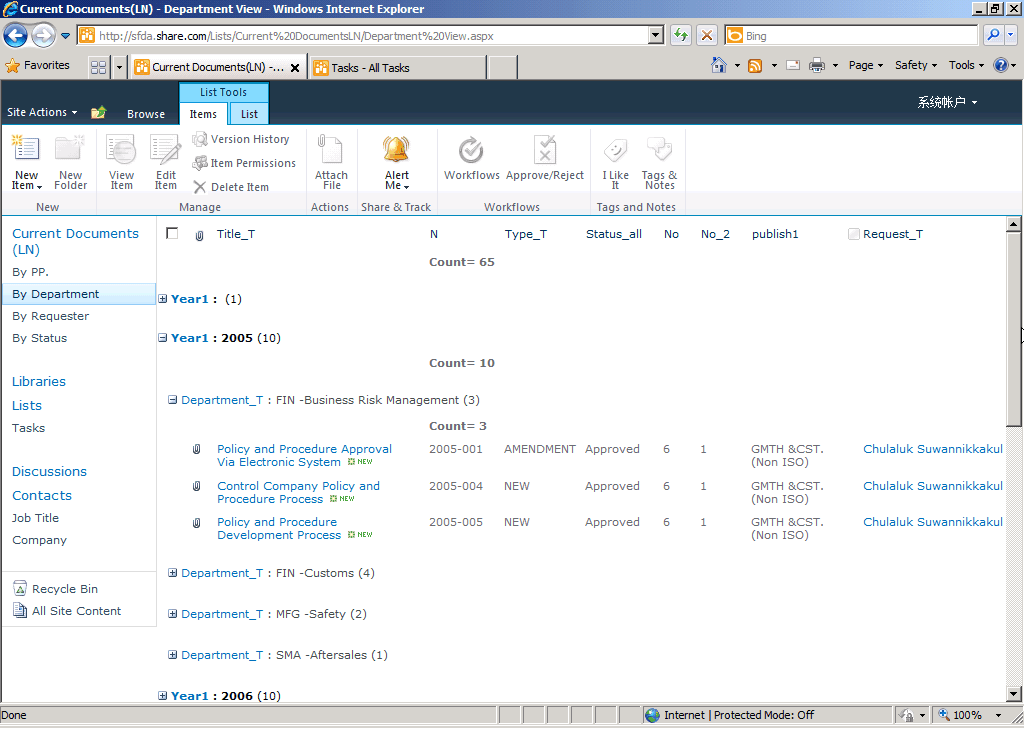 Current Documents(LN) - Department View - Windows Internet Explorer
http://sfda.share.com/Lists/Current%20DocumentsLN/Department%20View.aspx
Bing
Favorites
Current Documents(LN) -...
Tasks - All Tasks
Page
Safety
Tools
List Tools
Site Actions
Browse
Items
List
系统帐户
New Item
New Folder
View Item
Edit Item
Version History
Item Permissions
Delete Item
Attach File
Alert Me
Workflows
Approve/Reject
I Like It
Tags & Notes
New
Manage
Actions
Share & Track
Workflows
Tags and Notes
Current Documents (LN)
By PP.
By Department
By Requester
By Status
Libraries
Lists
Tasks
Discussions
Contacts
Job Title
Company
Recycle Bin
All Site Content
Title_T N Type_T Status_all No No_2 publish1 Request_T
Count= 65
Year1 : (1)
Year1 : 2005 (10)
Count= 10
Department_T : FIN -Business Risk Management (3)
Count= 3
Policy and Procedure Approval 2005-001 AMENDMENT Approved 6 1 GMTH &CST. Chulaluk Suwannikkakul
Via Electronic System NEW (Non ISO)
Control Company Policy and 2005-004 NEW Approved 6 1 GMTH &CST. Chulaluk Suwannikkakul
Procedure Process NEW (Non ISO)
Policy and Procedure 2005-005 NEW Approved 6 1 GMTH &CST. Chulaluk Suwannikkakul
Development Process NEW (Non ISO)
Department_T : FIN -Customs (4)
Department_T : MFG -Safety (2)
Department_T : SMA -Aftersales (1)
Year1 : 2006 (10)
Done
Internet | Protected Mode: Off
100%